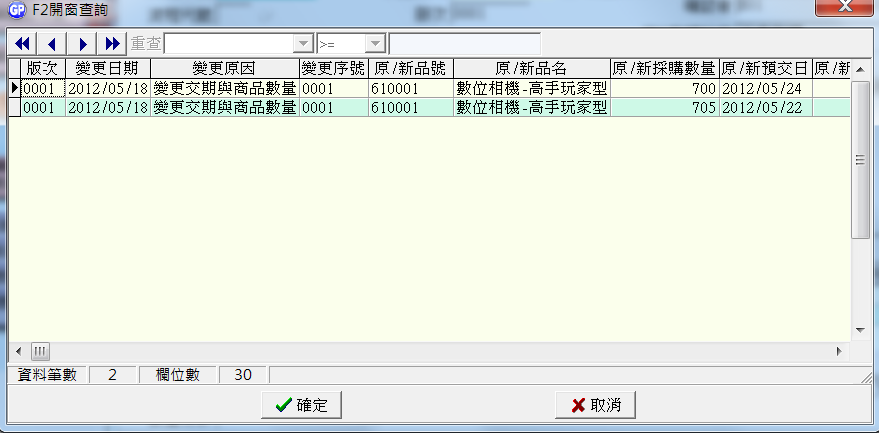 GP F2開窗查詢
重查 >=
版次 變更日期 變更原因 變更序號 原/新品號 原/新品名 原/新採購數量 原/新預交日 原/新
0001 2012/05/18 變更交期與商品數量 0001 610001 數位相機-高手玩家型 700 2012/05/24
0001 2012/05/18 變更交期與商品數量 0001 610001 數位相機-高手玩家型 705 2012/05/22
資料筆數 2 欄位數 30
確定 取消